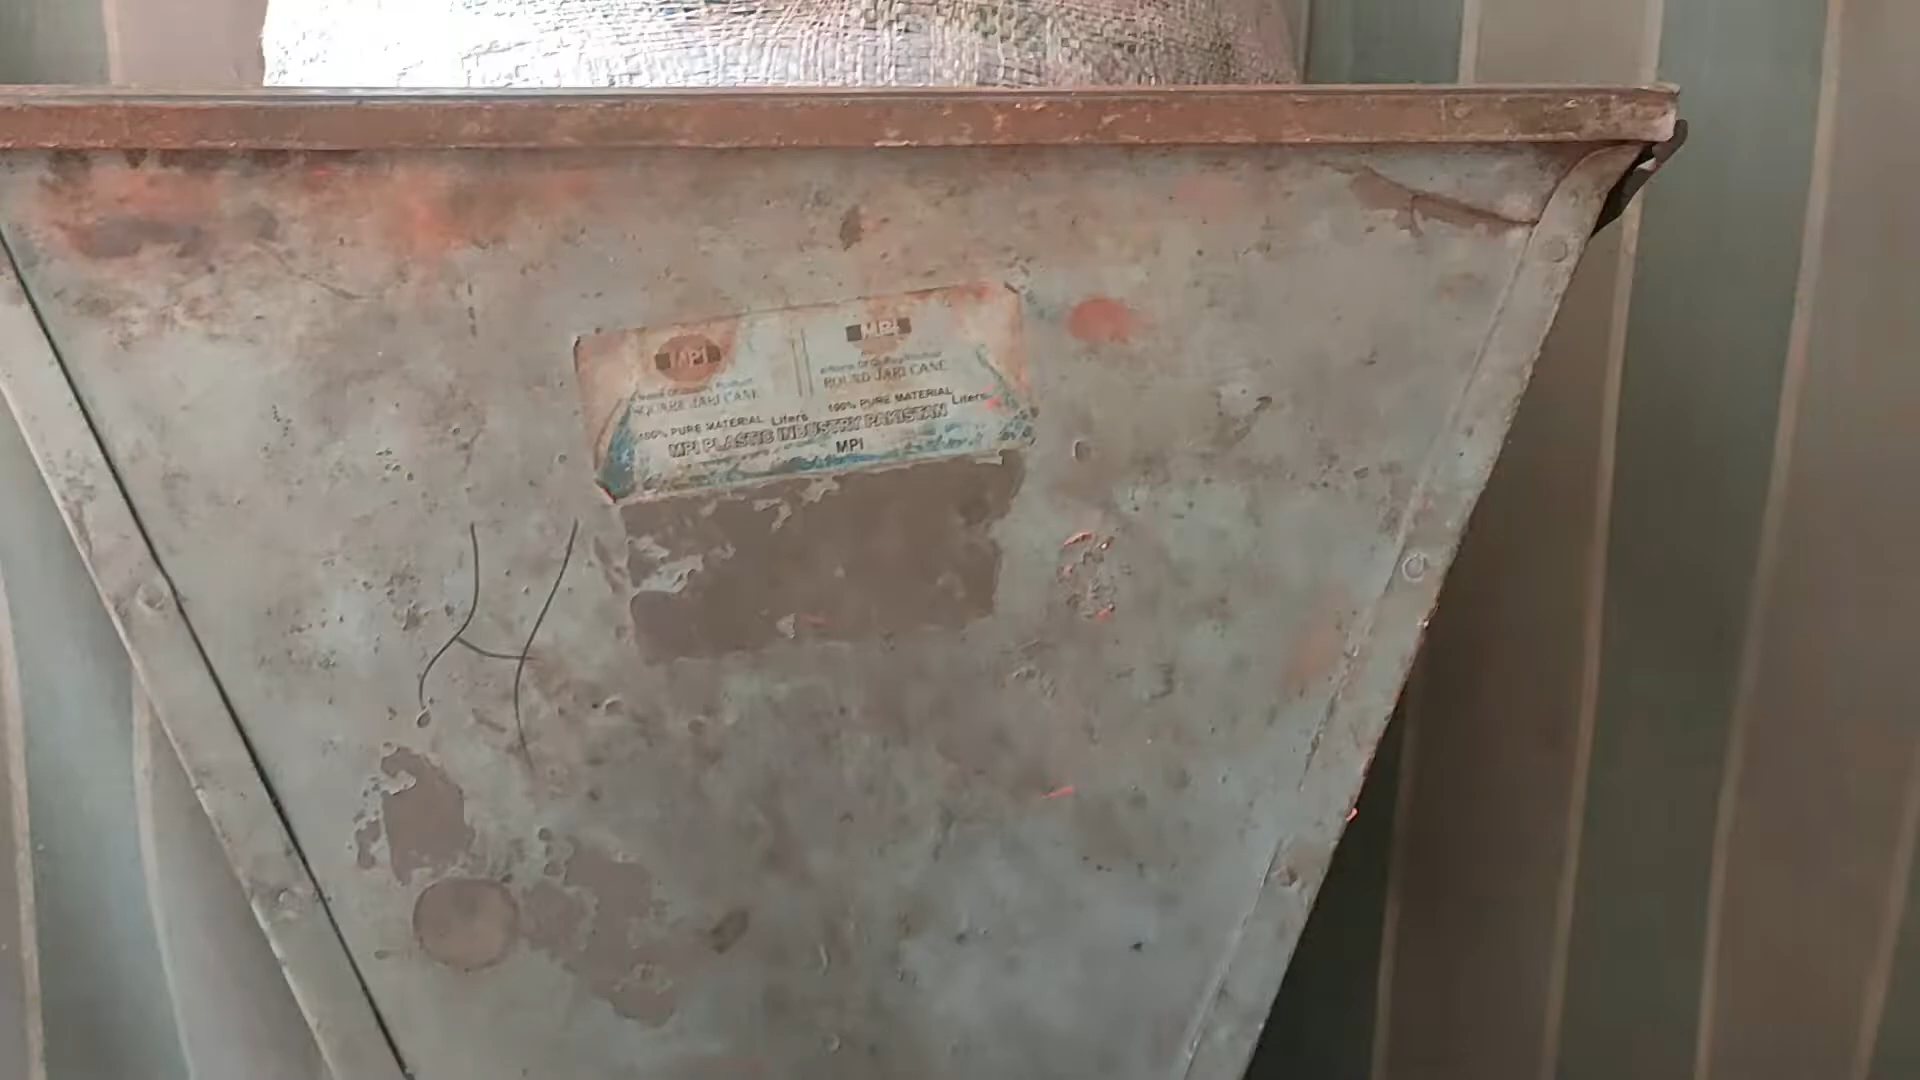 MPI
MPI
SQUARE JARI CANE
ROUND JARI CANE
100% PURE MATERIAL Liters
100% PURE MATERIAL Liters
MPI PLASTIC INDUSTRY PAKISTAN
MPI